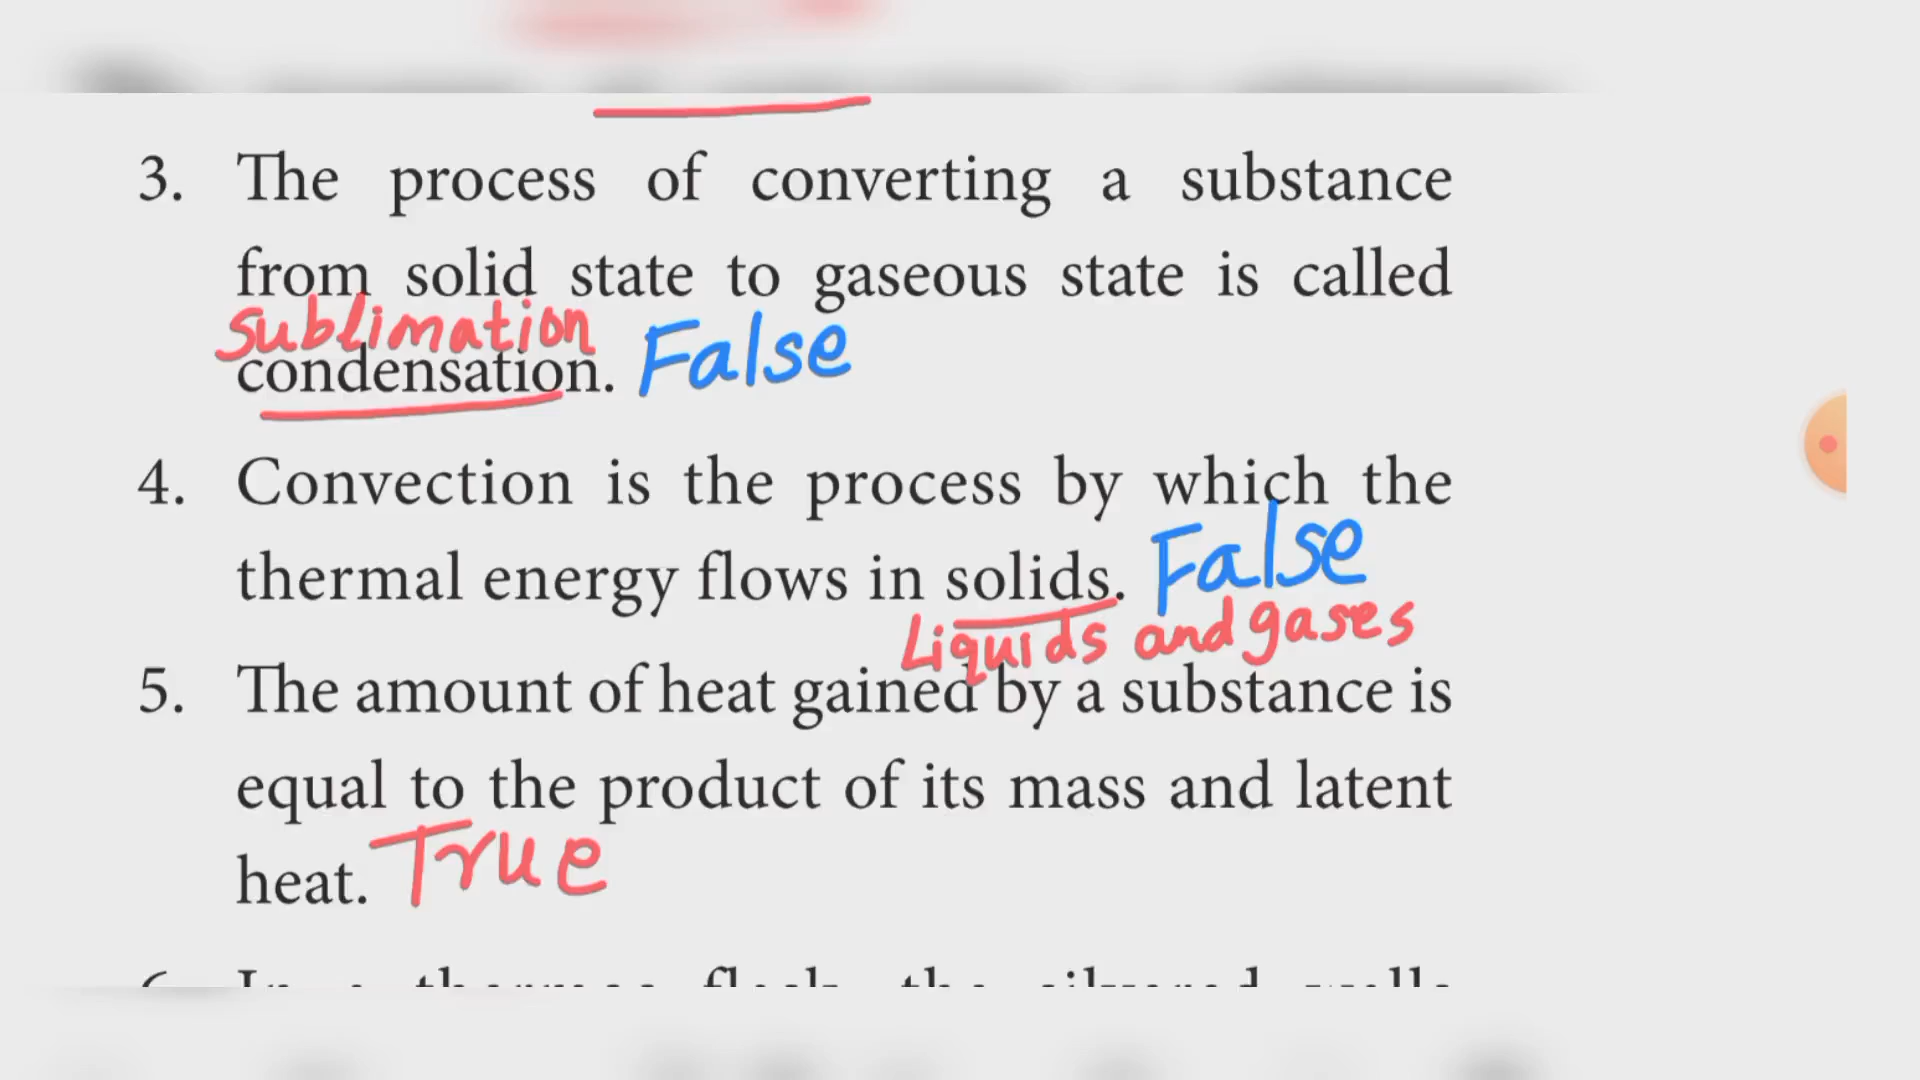 3. The process of converting a substance
from solid state to gaseous state is called
sublimation
condensation. False
4. Convection is the process by which the
thermal energy flows in solids. False
Liquids and gases
5. The amount of heat gained by a substance is
equal to the product of its mass and latent
heat. True